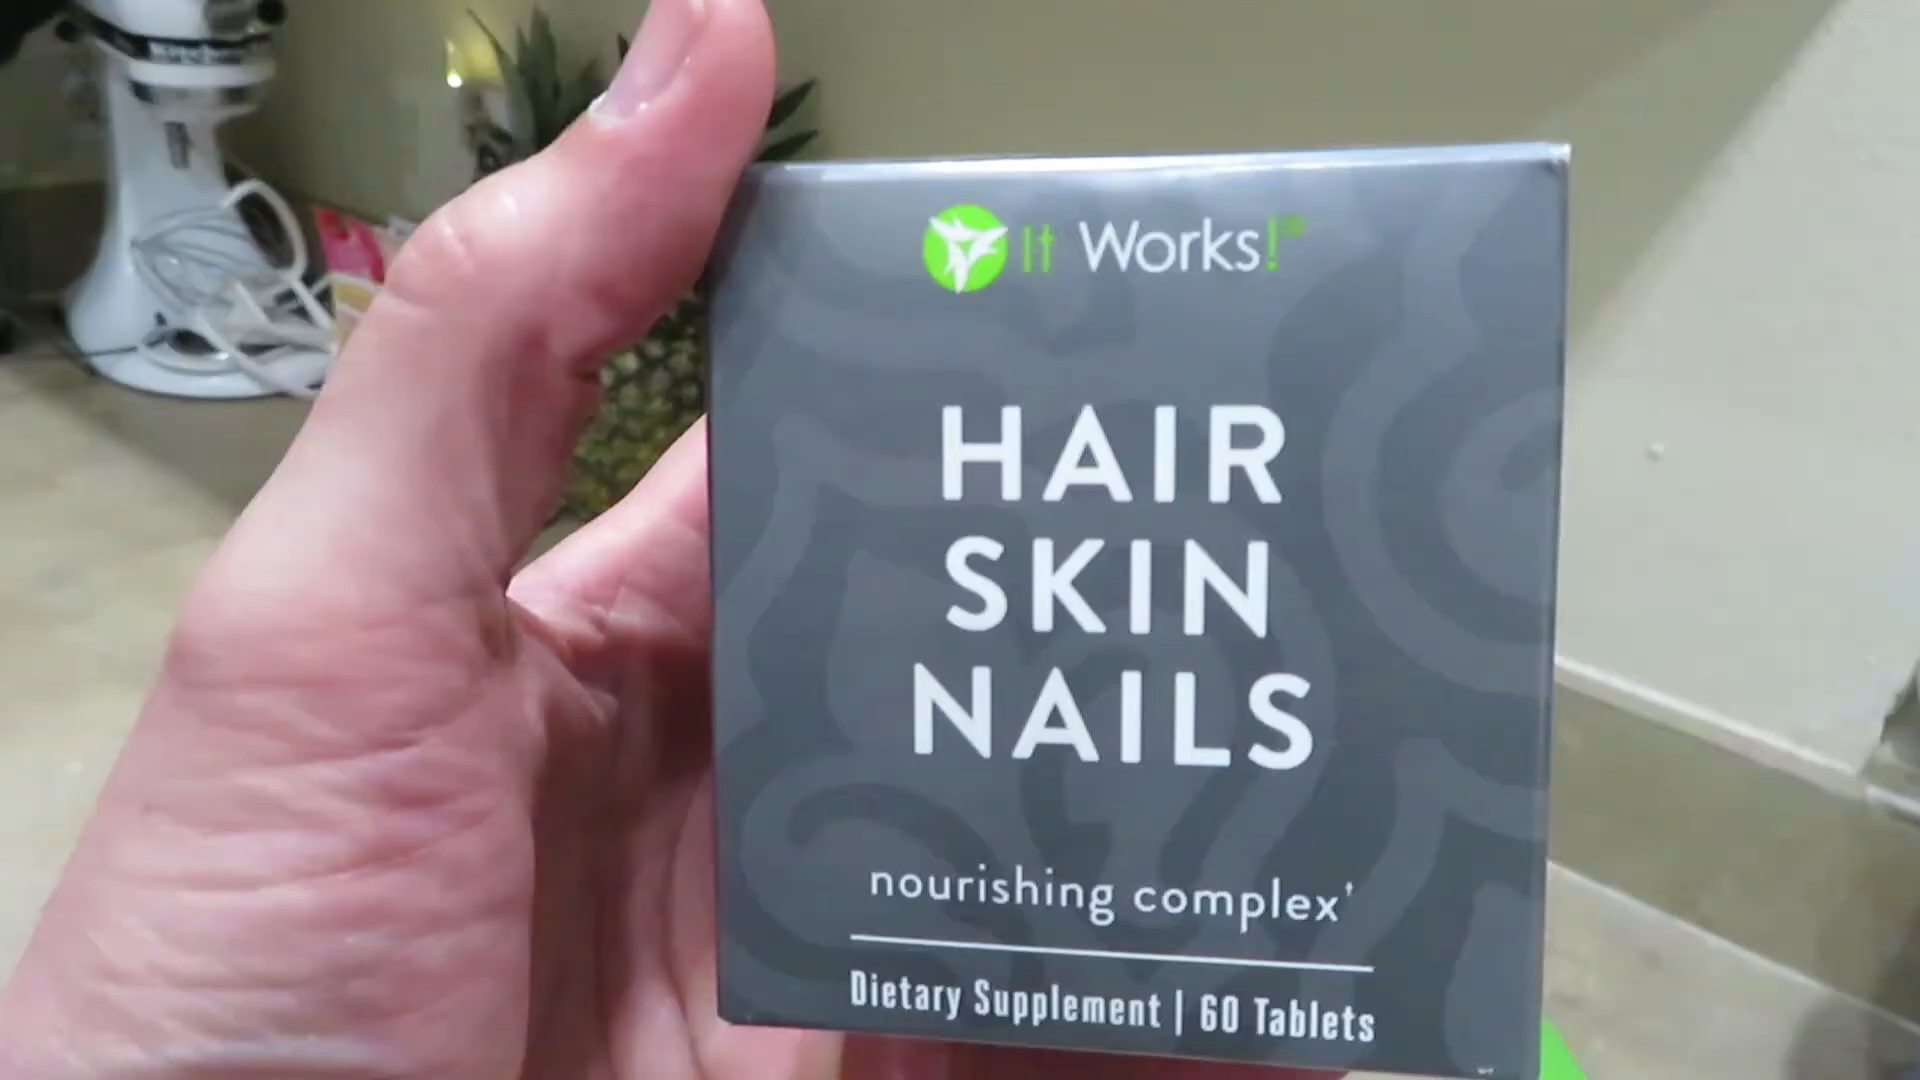 It Works!®
HAIR
SKIN
NAILS
nourishing complex†
Dietary Supplement | 60 Tablets